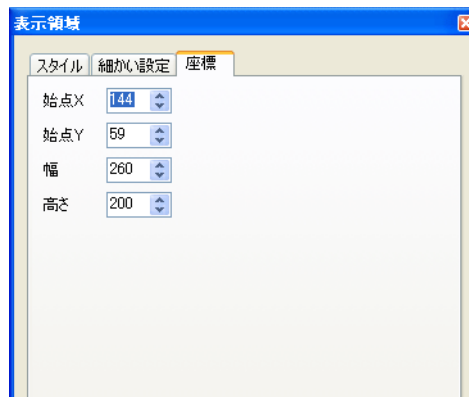 表示領域
スタイル 細かい設定 座標
始点X 144
始点Y 59
幅 260
高さ 200